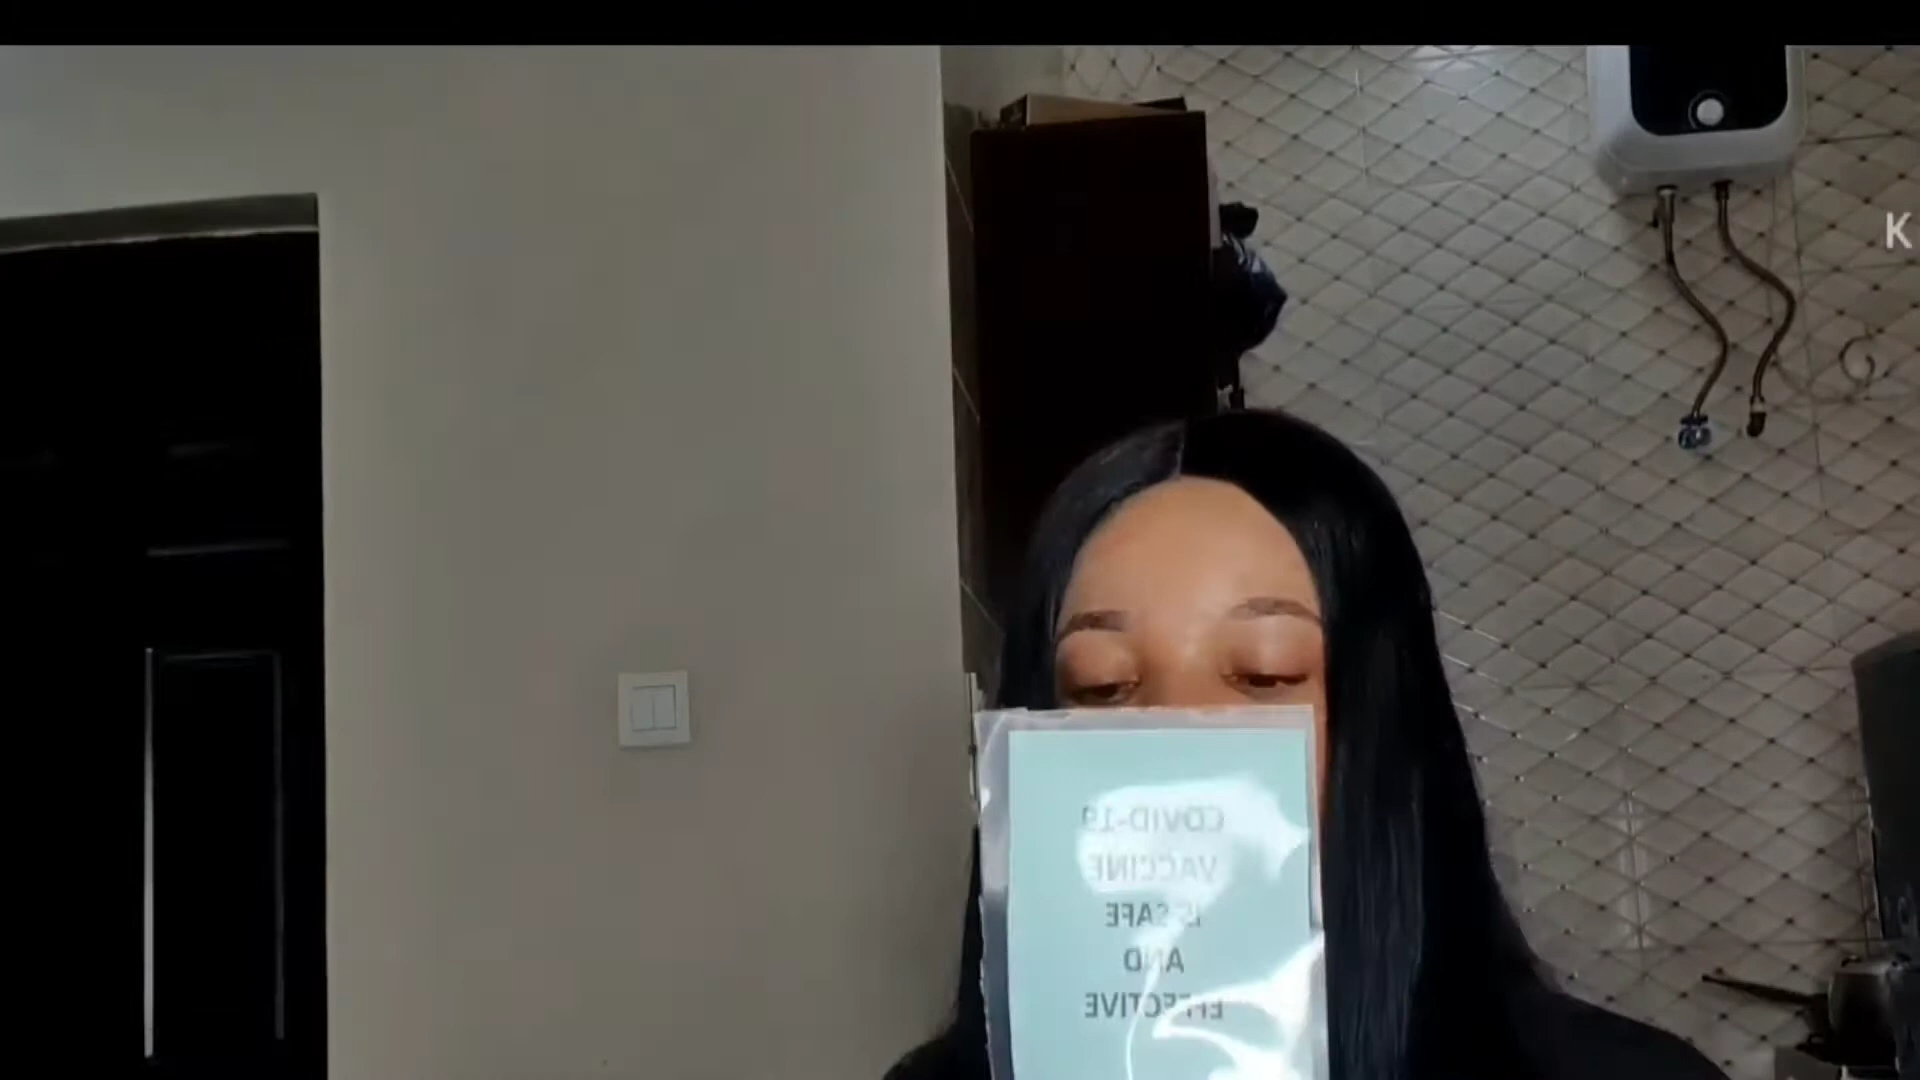 COVID-19
VACCINE
IS SAFE
AND
EFFECTIVE
K